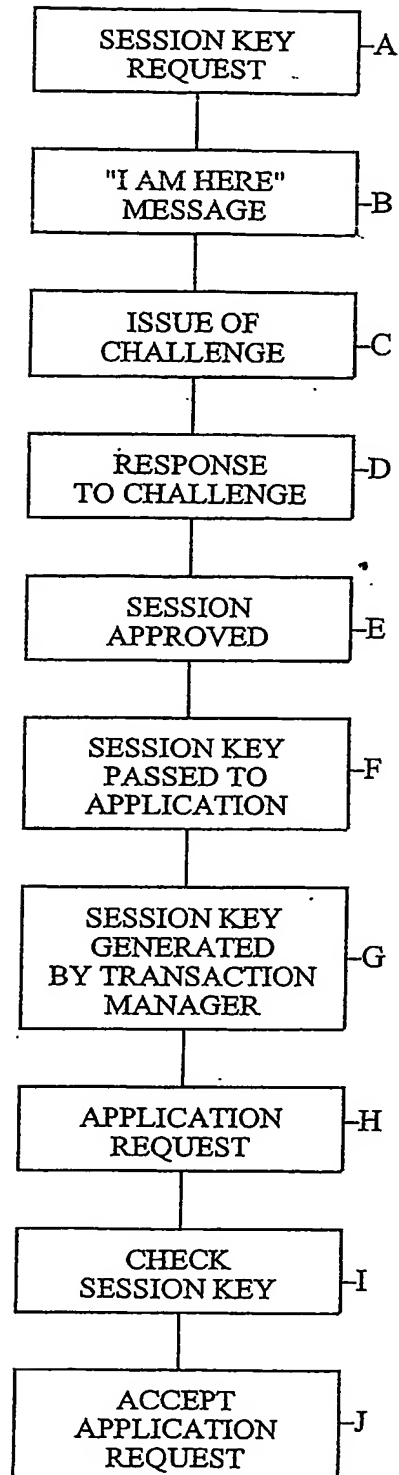 SESSION KEY
REQUEST
A
"I AM HERE"
MESSAGE
B
ISSUE OF
CHALLENGE
C
RESPONSE
TO CHALLENGE
D
SESSION
APPROVED
E
SESSION KEY
PASSED TO
APPLICATION
F
SESSION KEY
GENERATED
BY TRANSACTION
MANAGER
G
APPLICATION
REQUEST
H
CHECK
SESSION KEY
I
ACCEPT
APPLICATION
REQUEST
J